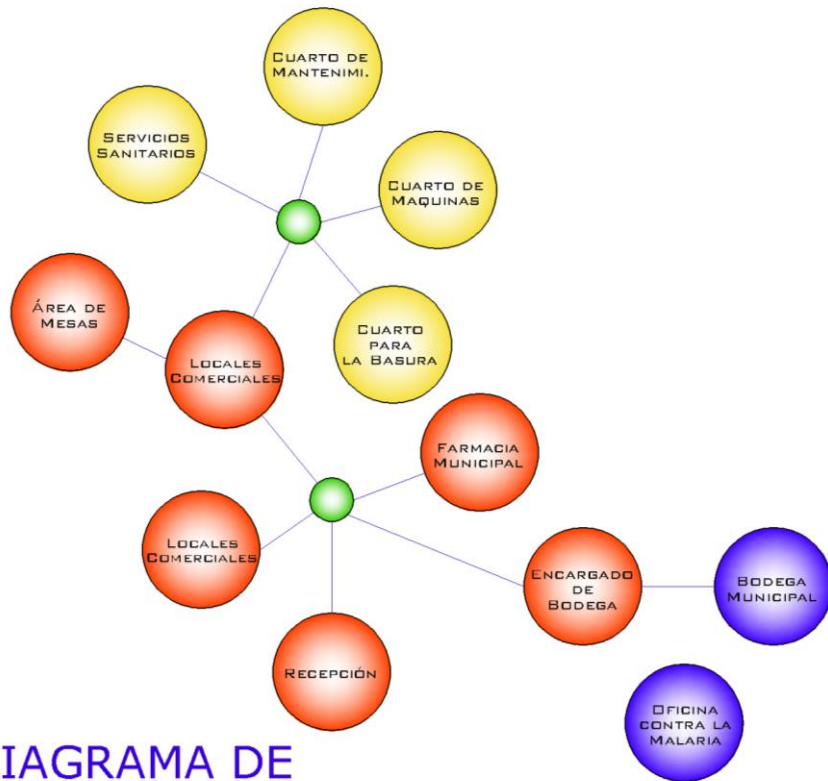 CUARTO DE
MANTENIMI.
SERVICIOS
SANITARIOS
CUARTO DE
MAQUINAS
ÁREA DE
MESAS
LOCALES
COMERCIALES
CUARTO
PARA
LA BASURA
FARMACIA
MUNICIPAL
LOCALES
COMERCIALES
ENCARGADO
DE
BODEGA
BODEGA
MUNICIPAL
RECEPCIÓN
OFICINA
CONTRA LA
MALARIA
IAGRAMA DE